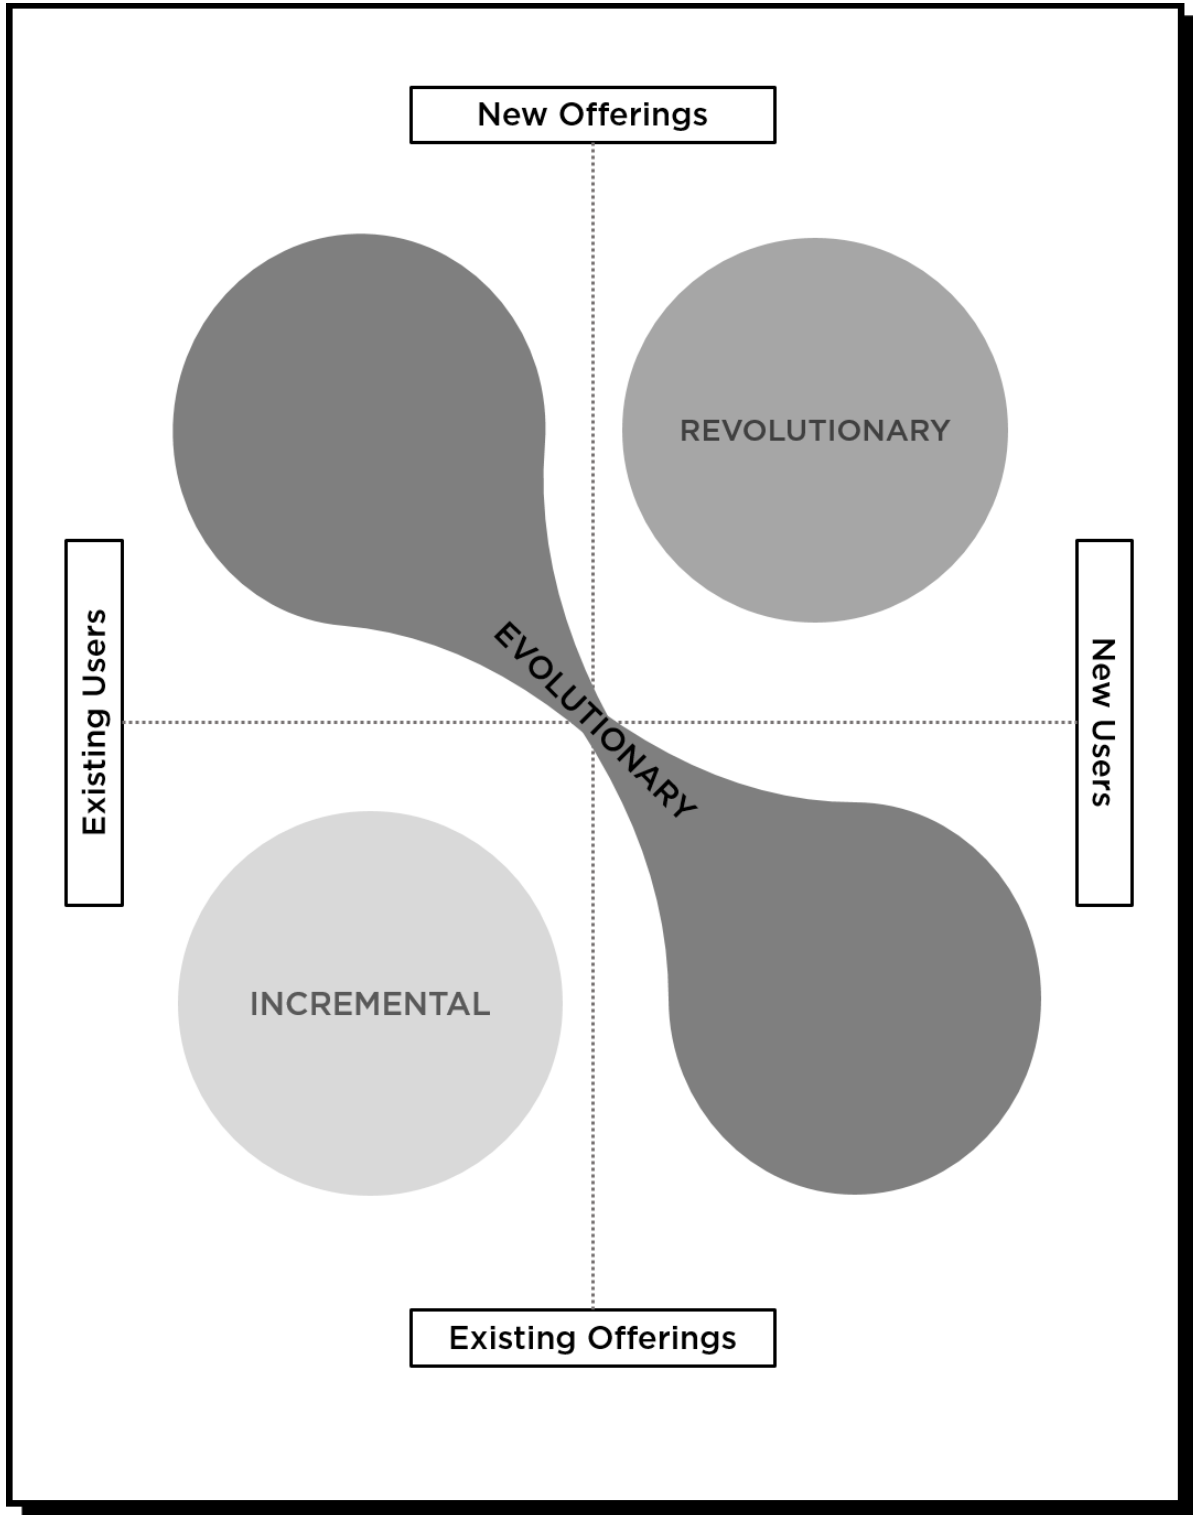 New Offerings
REVOLUTIONARY
Existing Users
EVOLUTIONARY
New Users
INCREMENTAL
Existing Offerings